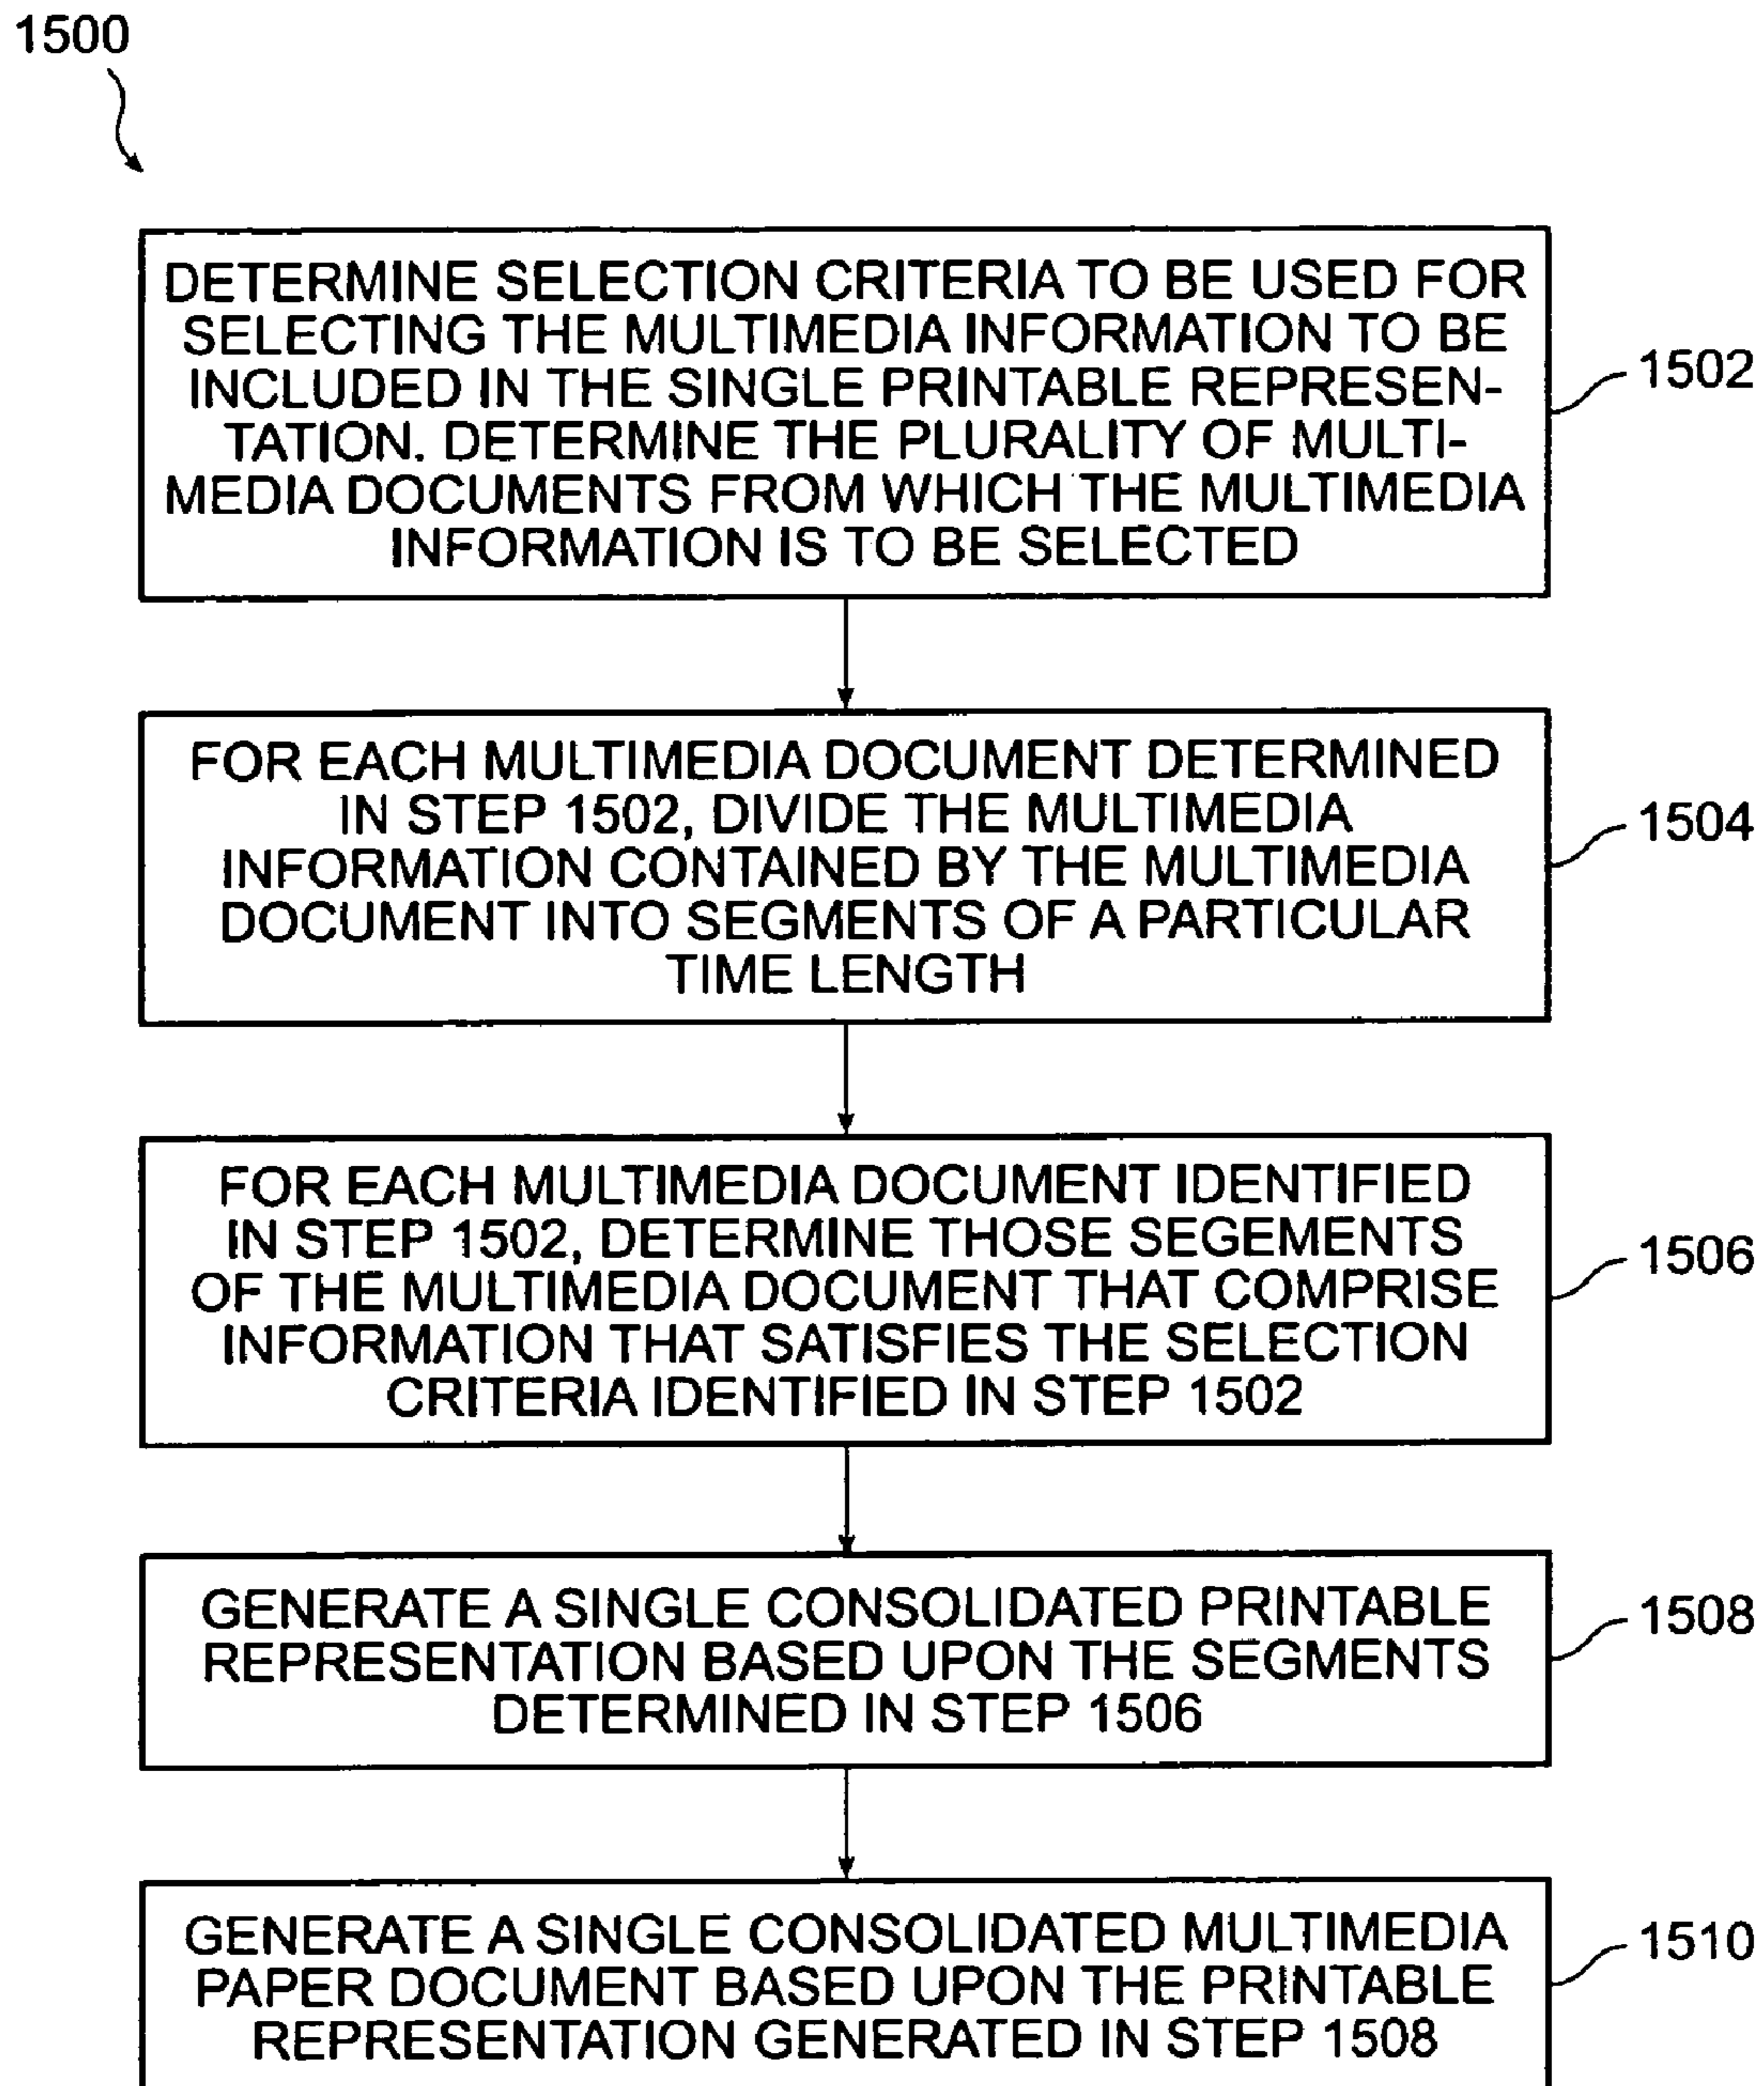 1500
DETERMINE SELECTION CRITERIA TO BE USED FOR
SELECTING THE MULTIMEDIA INFORMATION TO BE
INCLUDED IN THE SINGLE PRINTABLE REPRESEN-
TATION. DETERMINE THE PLURALITY OF MULTI-
MEDIA DOCUMENTS FROM WHICH THE MULTIMEDIA
INFORMATION IS TO BE SELECTED
1502
FOR EACH MULTIMEDIA DOCUMENT DETERMINED
IN STEP 1502, DIVIDE THE MULTIMEDIA
INFORMATION CONTAINED BY THE MULTIMEDIA
DOCUMENT INTO SEGMENTS OF A PARTICULAR
TIME LENGTH
1504
FOR EACH MULTIMEDIA DOCUMENT IDENTIFIED
IN STEP 1502, DETERMINE THOSE SEGEMENTS
OF THE MULTIMEDIA DOCUMENT THAT COMPRISE
INFORMATION THAT SATISFIES THE SELECTION
CRITERIA IDENTIFIED IN STEP 1502
1506
GENERATE A SINGLE CONSOLIDATED PRINTABLE
REPRESENTATION BASED UPON THE SEGMENTS
DETERMINED IN STEP 1506
1508
GENERATE A SINGLE CONSOLIDATED MULTIMEDIA
PAPER DOCUMENT BASED UPON THE PRINTABLE
REPRESENTATION GENERATED IN STEP 1508
1510